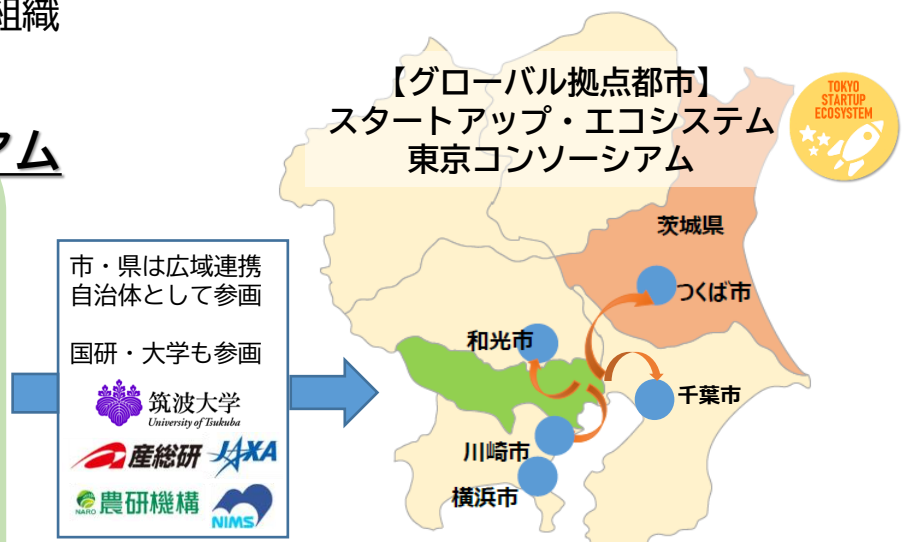 組織
アム
市・県は広域連携
自治体として参画
国研・大学も参画
筑波大学
University of Tsukuba
産総研
JAXA
農研機構
NARO
NIMS
【グローバル拠点都市】
スタートアップ・エコシステム
東京コンソーシアム
TOKYO
STARTUP
ECOSYSTEM
茨城県
つくば市
和光市
千葉市
川崎市
横浜市